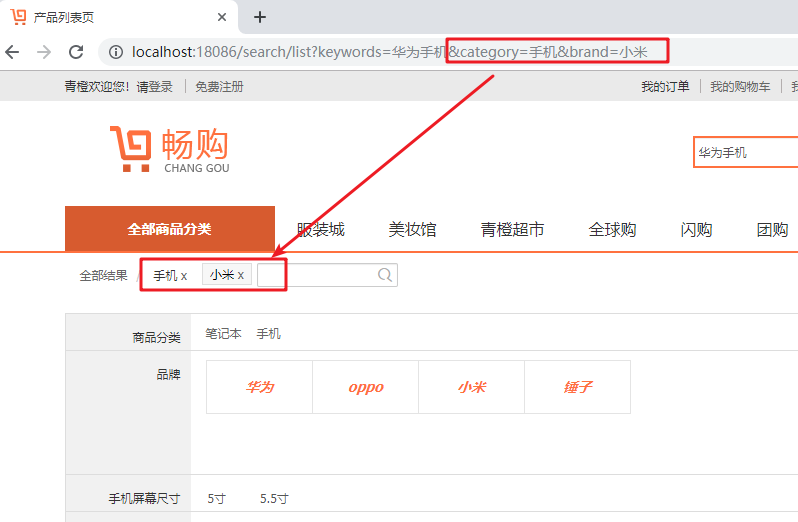 产品列表页
localhost:18086/search/list?keywords=华为手机&category=手机&brand=小米
青橙欢迎您！请登录 免费注册 我的订单 我的购物车
畅购
CHANG GOU
华为手机
全部商品分类 服装城 美妆馆 青橙超市 全球购 闪购 团购
全部结果 / 手机 x 小米 x
商品分类 笔记本 手机
品牌 华为 oppo 小米 锤子
手机屏幕尺寸 5寸 5.5寸